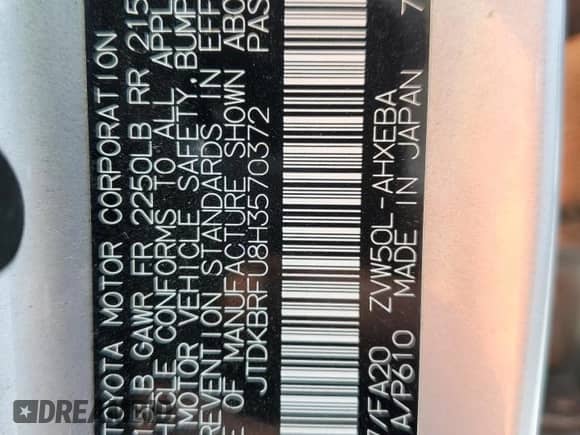 TOYOTA MOTOR CORPORATION
LB GAWR FR 2250LB RR 215
HICLE CONFORMS TO ALL APPL
MOTOR VEHICLE SAFETY, BUMP
REVENTION STANDARDS IN EFF
E OF MANUFACTURE SHOWN ABO
JTDKBRFU8H3570372 PAS
/FA20 ZVW50L-AHXEBA
A/P610 MADE IN JAPAN 7